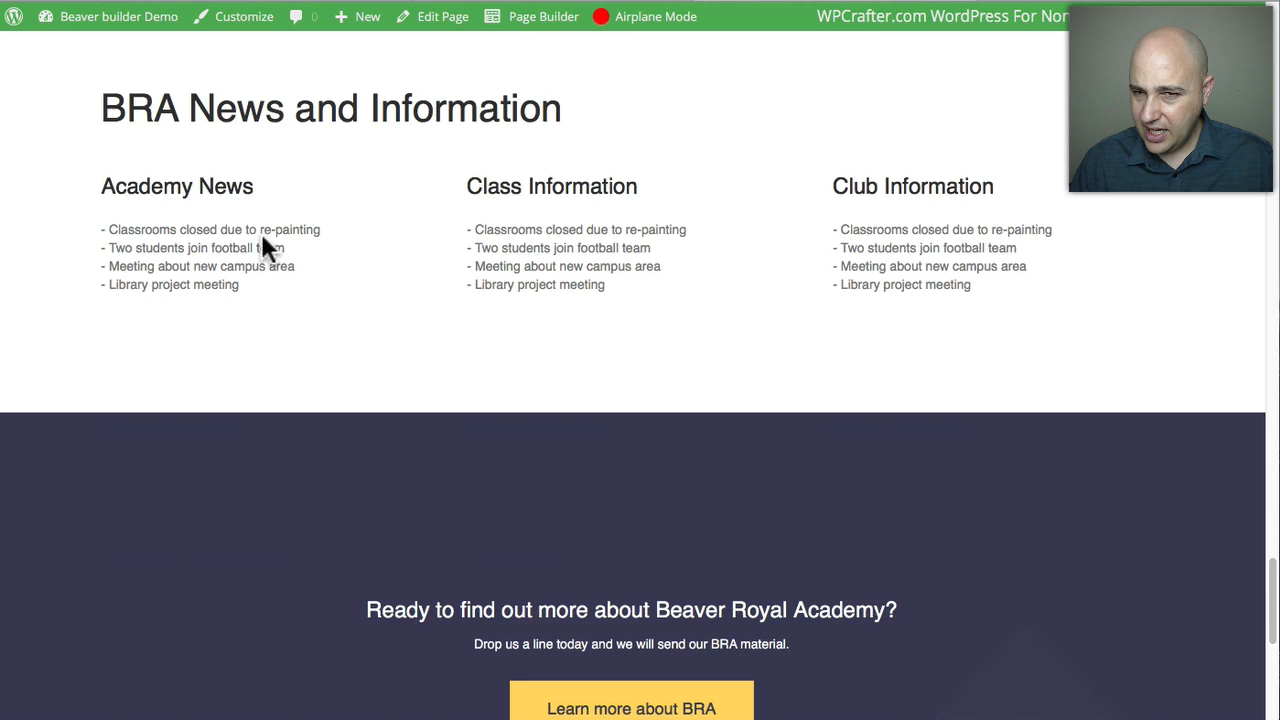 Beaver builder Demo Customize 0 New Edit Page Page Builder Airplane Mode WPCrafter.com WordPress For
BRA News and Information
Academy News
- Classrooms closed due to re-painting
- Two students join football
- Meeting about new campus area
- Library project meeting
Class Information
- Classrooms closed due to re-painting
- Two students join football team
- Meeting about new campus area
- Library project meeting
Club Information
- Classrooms closed due to re-painting
- Two students join football team
- Meeting about new campus area
- Library project meeting
Ready to find out more about Beaver Royal Academy?
Drop us a line today and we will send our BRA material.
Learn more about BRA